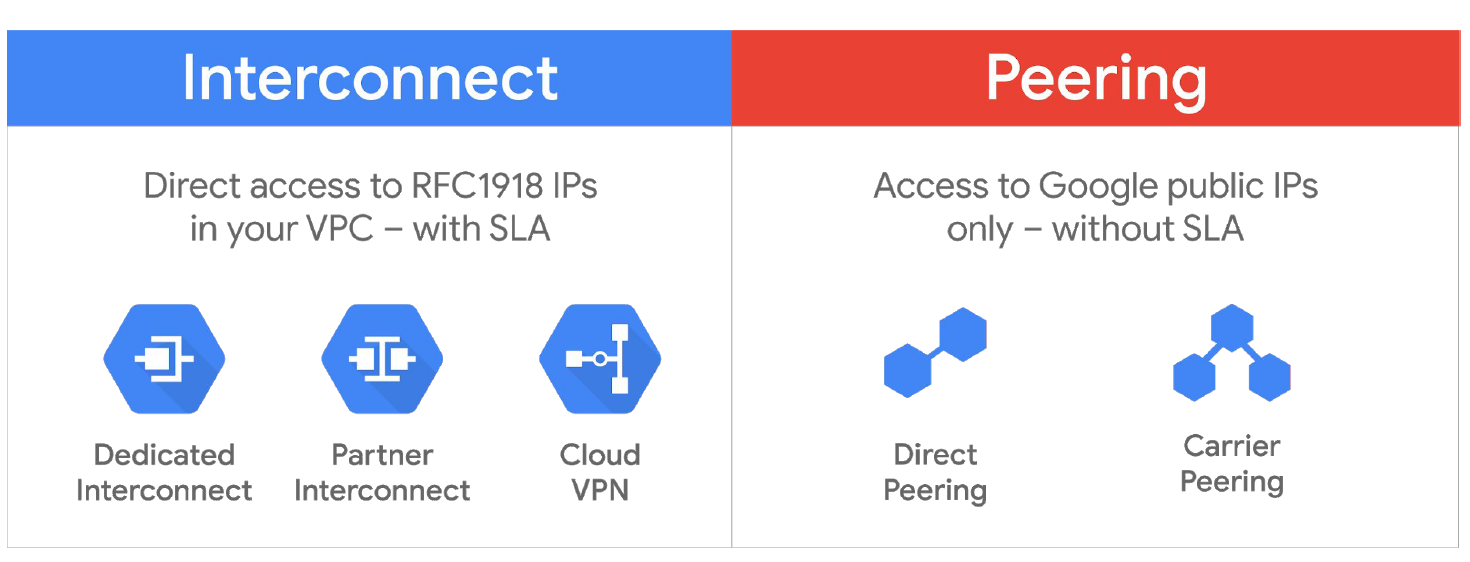 Interconnect
Peering
Direct access to RFC1918 IPs
in your VPC – with SLA
Access to Google public IPs
only – without SLA
Dedicated
Interconnect
Partner
Interconnect
Cloud
VPN
Direct
Peering
Carrier
Peering